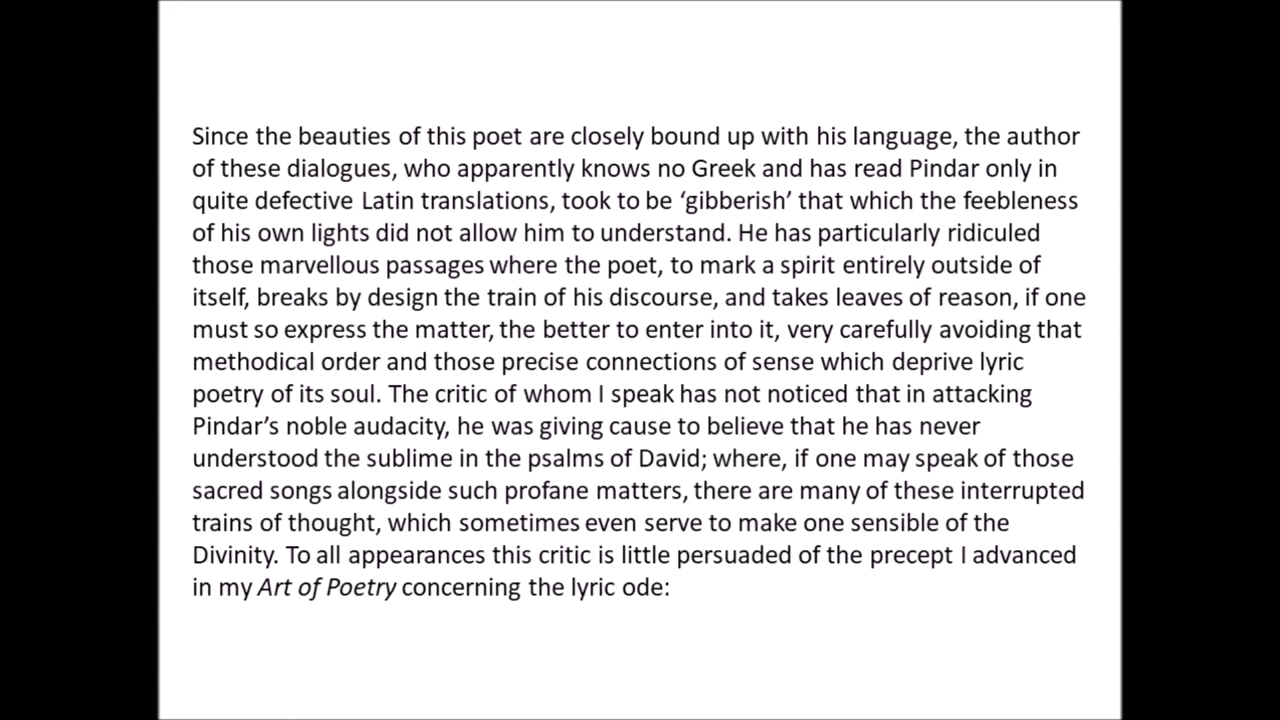 Since the beauties of this poet are closely bound up with his language, the author
of these dialogues, who apparently knows no Greek and has read Pindar only in
quite defective Latin translations, took to be ‘gibberish’ that which the feebleness
of his own lights did not allow him to understand. He has particularly ridiculed
those marvellous passages where the poet, to mark a spirit entirely outside of
itself, breaks by design the train of his discourse, and takes leaves of reason, if one
must so express the matter, the better to enter into it, very carefully avoiding that
methodical order and those precise connections of sense which deprive lyric
poetry of its soul. The critic of whom I speak has not noticed that in attacking
Pindar’s noble audacity, he was giving cause to believe that he has never
understood the sublime in the psalms of David; where, if one may speak of those
sacred songs alongside such profane matters, there are many of these interrupted
trains of thought, which sometimes even serve to make one sensible of the
Divinity. To all appearances this critic is little persuaded of the precept I advanced
in my Art of Poetry concerning the lyric ode: